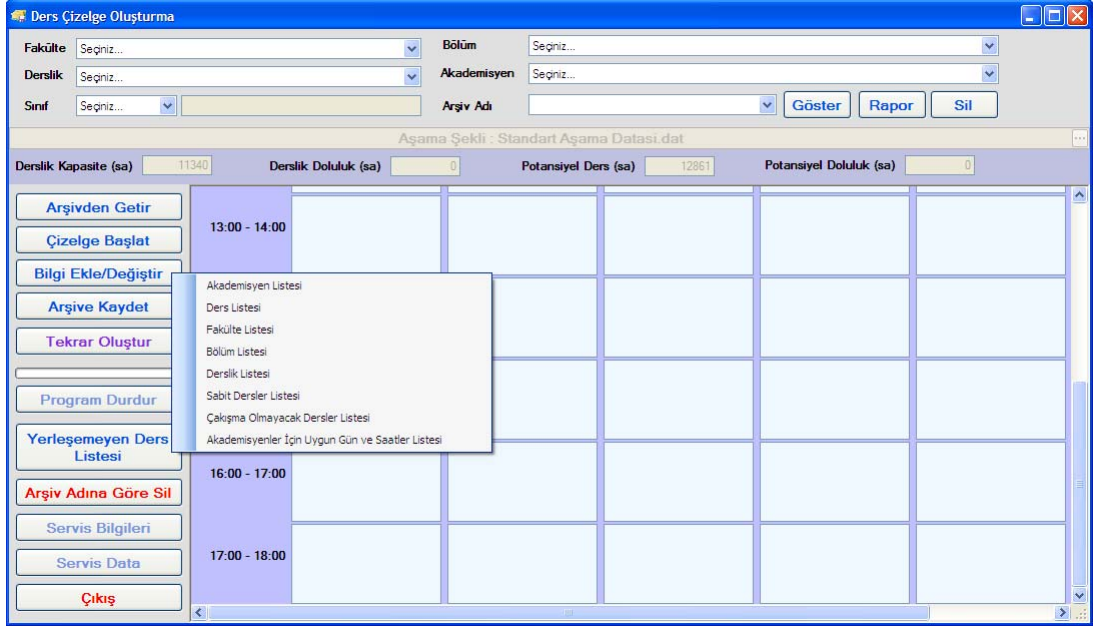 Ders Çizelge Oluşturma
Fakülte Seçiniz... Bölüm Seçiniz...
Derslik Seçiniz... Akademisyen Seçiniz...
Sınıf Seçiniz... Arşiv Adı Göster Rapor Sil
Aşama Şekli : Standart Aşama Datasi.dat ...
Derslik Kapasite (sa) 11340 Derslik Doluluk (sa) 0 Potansiyel Ders (sa) 12861 Potansiyel Doluluk (sa) 0
Arşivden Getir
Çizelge Başlat
Bilgi Ekle/Değiştir
Arşive Kaydet
Tekrar Oluştur
Program Durdur
Yerleşemeyen Ders
Listesi
Arşiv Adına Göre Sil
Servis Bilgileri
Servis Data
Çıkış
Akademisyen Listesi
Ders Listesi
Fakülte Listesi
Bölüm Listesi
Derslik Listesi
Sabit Dersler Listesi
Çakışma Olmayacak Dersler Listesi
Akademisyenler İçin Uygun Gün ve Saatler Listesi
13:00 - 14:00
16:00 - 17:00
17:00 - 18:00